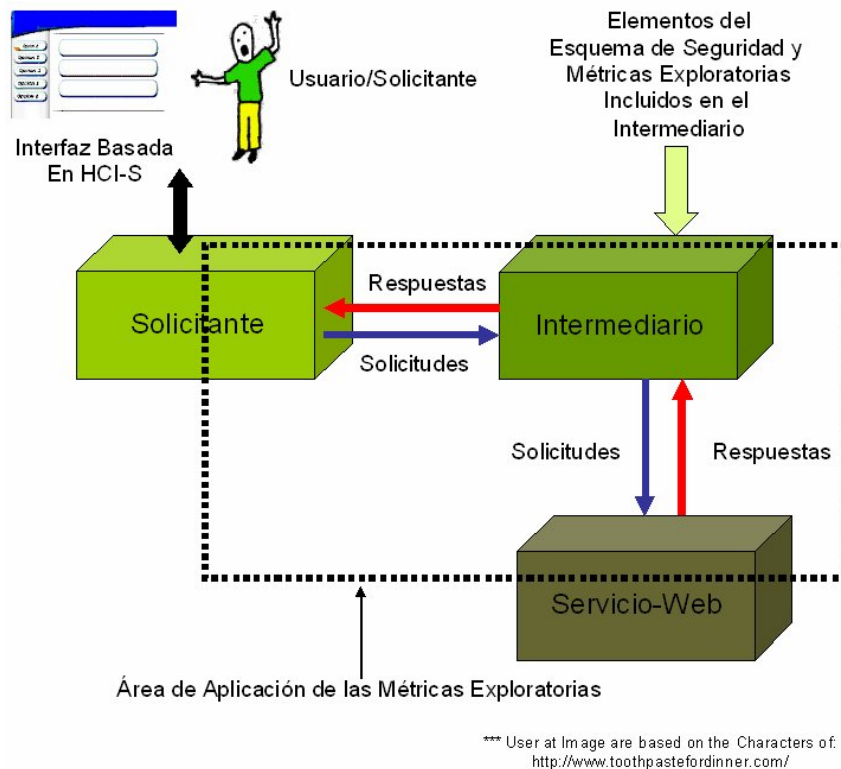 Usuario/Solicitante
Interfaz Basada
En HCI-S
Elementos del
Esquema de Seguridad y
Métricas Exploratorias
Incluidos en el
Intermediario
Solicitante
Respuestas
Solicitudes
Intermediario
Solicitudes
Respuestas
Servicio-Web
Área de Aplicación de las Métricas Exploratorias
*** User at Image are based on the Characters of:
http://www.toothpastefordinner.com/